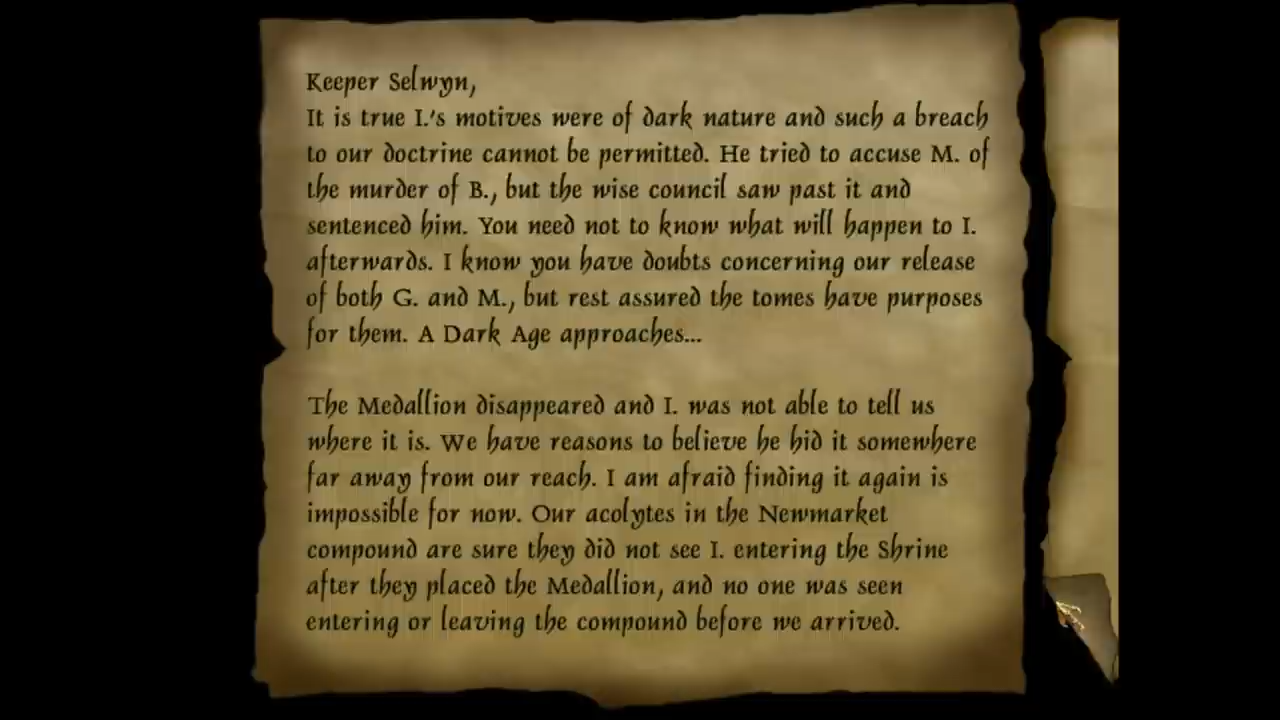 Keeper Selwyn,
It is true I.'s motives were of dark nature and such a breach
to our doctrine cannot be permitted. He tried to accuse M. of
the murder of B., but the wise council saw past it and
sentenced him. You need not to know what will happen to I.
afterwards. I know you have doubts concerning our release
of both G. and M., but rest assured the tomes have purposes
for them. A Dark Age approaches...
The Medallion disappeared and I. was not able to tell us
where it is. We have reasons to believe he hid it somewhere
far away from our reach. I am afraid finding it again is
impossible for now. Our acolytes in the Newmarket
compound are sure they did not see I. entering the Shrine
after they placed the Medallion, and no one was seen
entering or leaving the compound before we arrived.